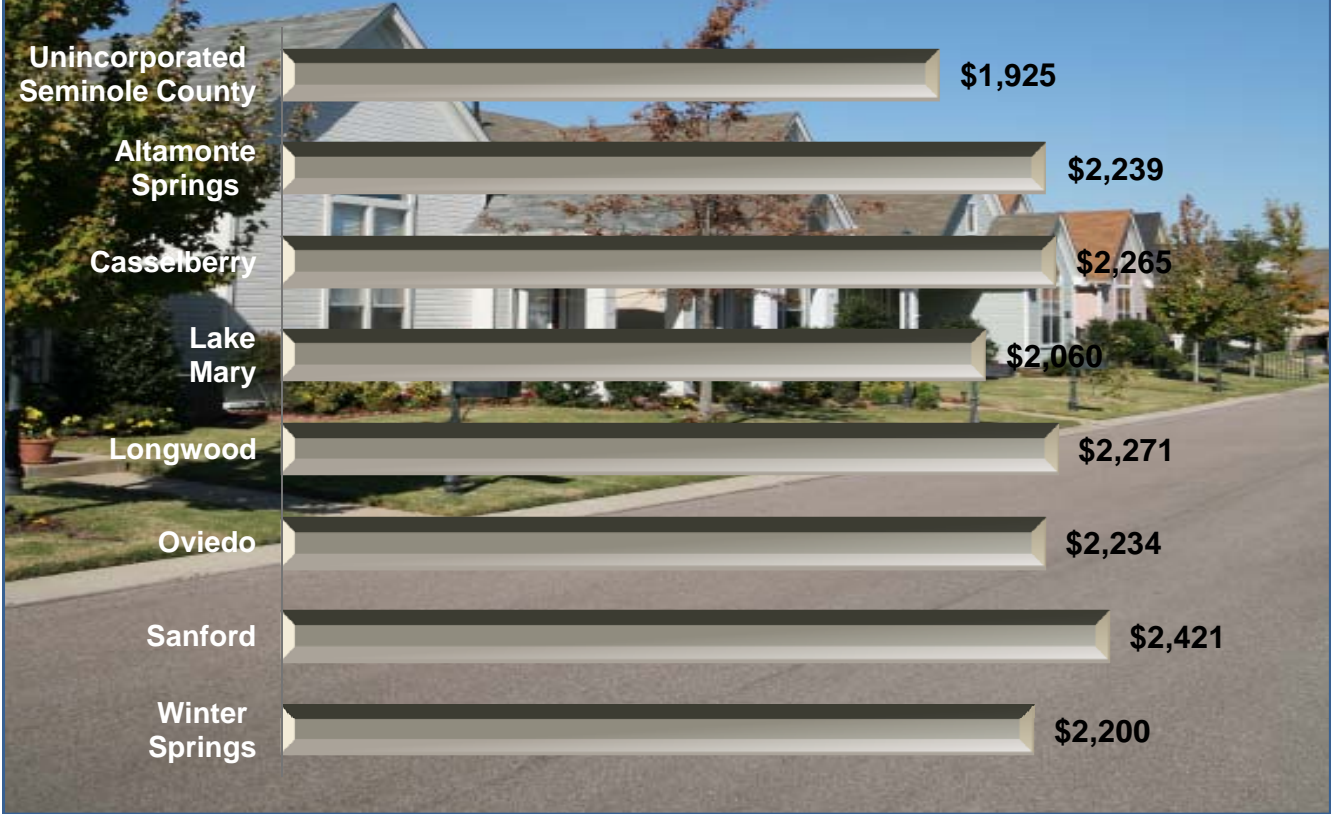 Unincorporated
Seminole County
$1,925
Altamonte
Springs
$2,239
Casselberry
$2,265
Lake
Mary
$2,060
Longwood
$2,271
Oviedo
$2,234
Sanford
$2,421
Winter
Springs
$2,200